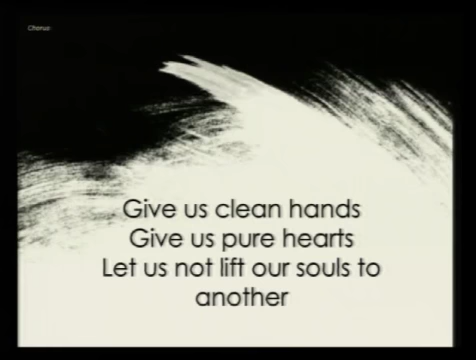 Chorus
Give us clean hands
Give us pure hearts
Let us not lift our souls to
another